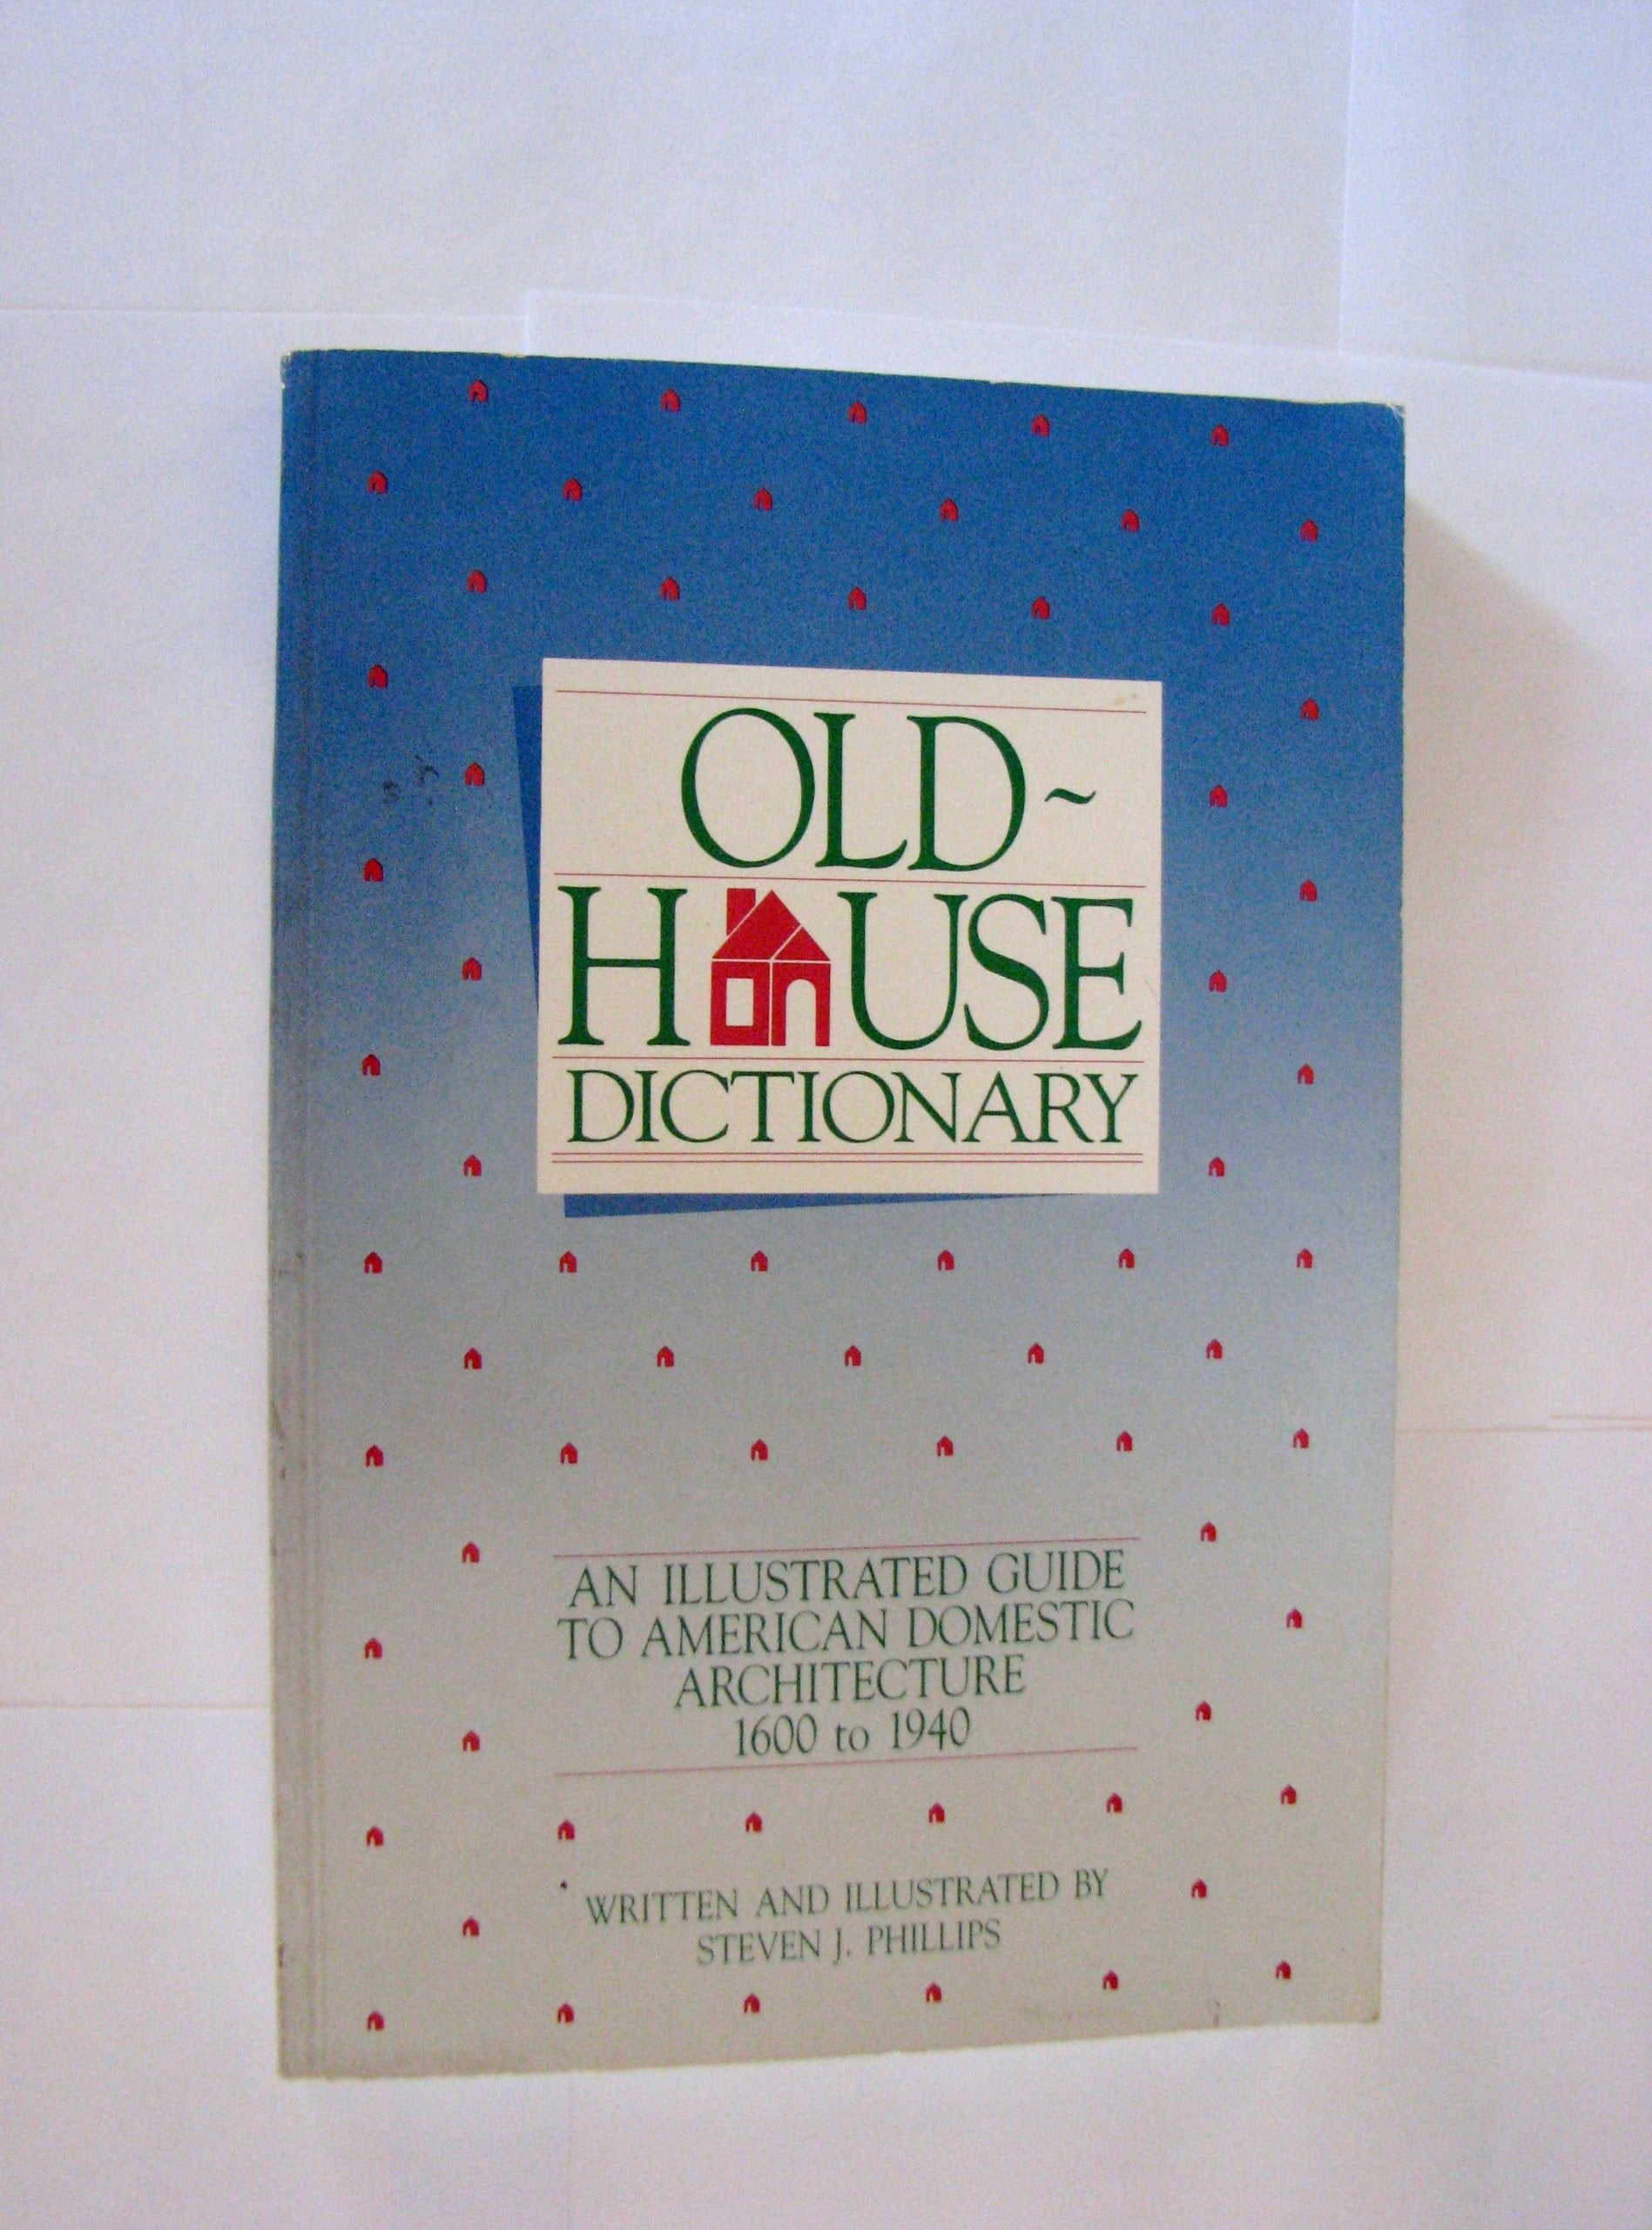 OLD~
HOUSE
DICTIONARY
AN ILLUSTRATED GUIDE
TO AMERICAN DOMESTIC
ARCHITECTURE
1600 to 1940
WRITTEN AND ILLUSTRATED BY
STEVEN J. PHILLIPS